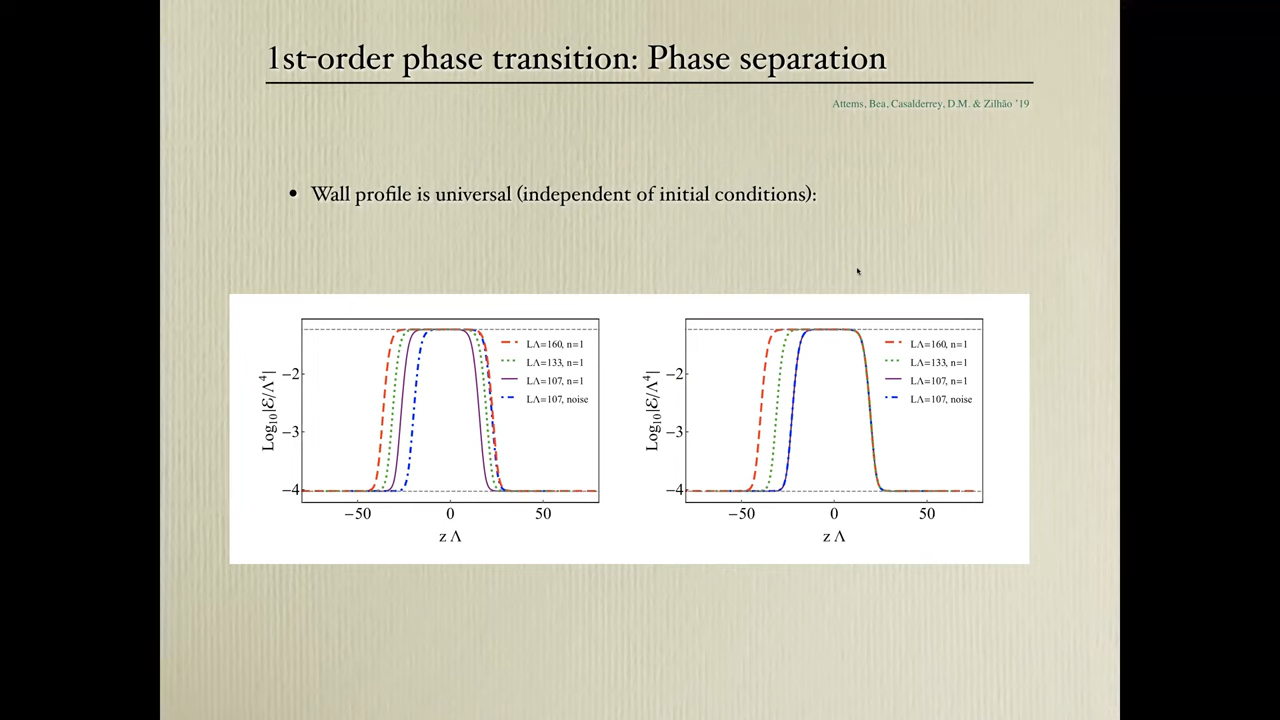 1st-order phase transition: Phase separation
Attems, Bea, Casalderrey, D.M. & Zilhão '19
• Wall profile is universal (independent of initial conditions):
Log₁₀|ℰ/Λ⁴|
−2
−3
−4
−50
0
50
z Λ
LΛ=160, n=1
LΛ=133, n=1
LΛ=107, n=1
LΛ=107, noise
Log₁₀|ℰ/Λ⁴|
−2
−3
−4
−50
0
50
z Λ
LΛ=160, n=1
LΛ=133, n=1
LΛ=107, n=1
LΛ=107, noise